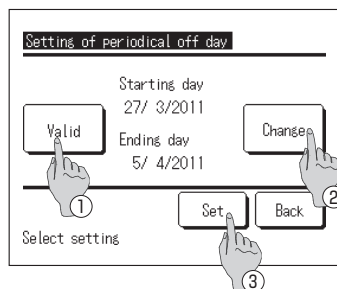 Setting of periodical off day
Starting day
27/ 3/2011
Valid
Change
Ending day
5/ 4/2011
①
②
Set
Back
Select setting
③